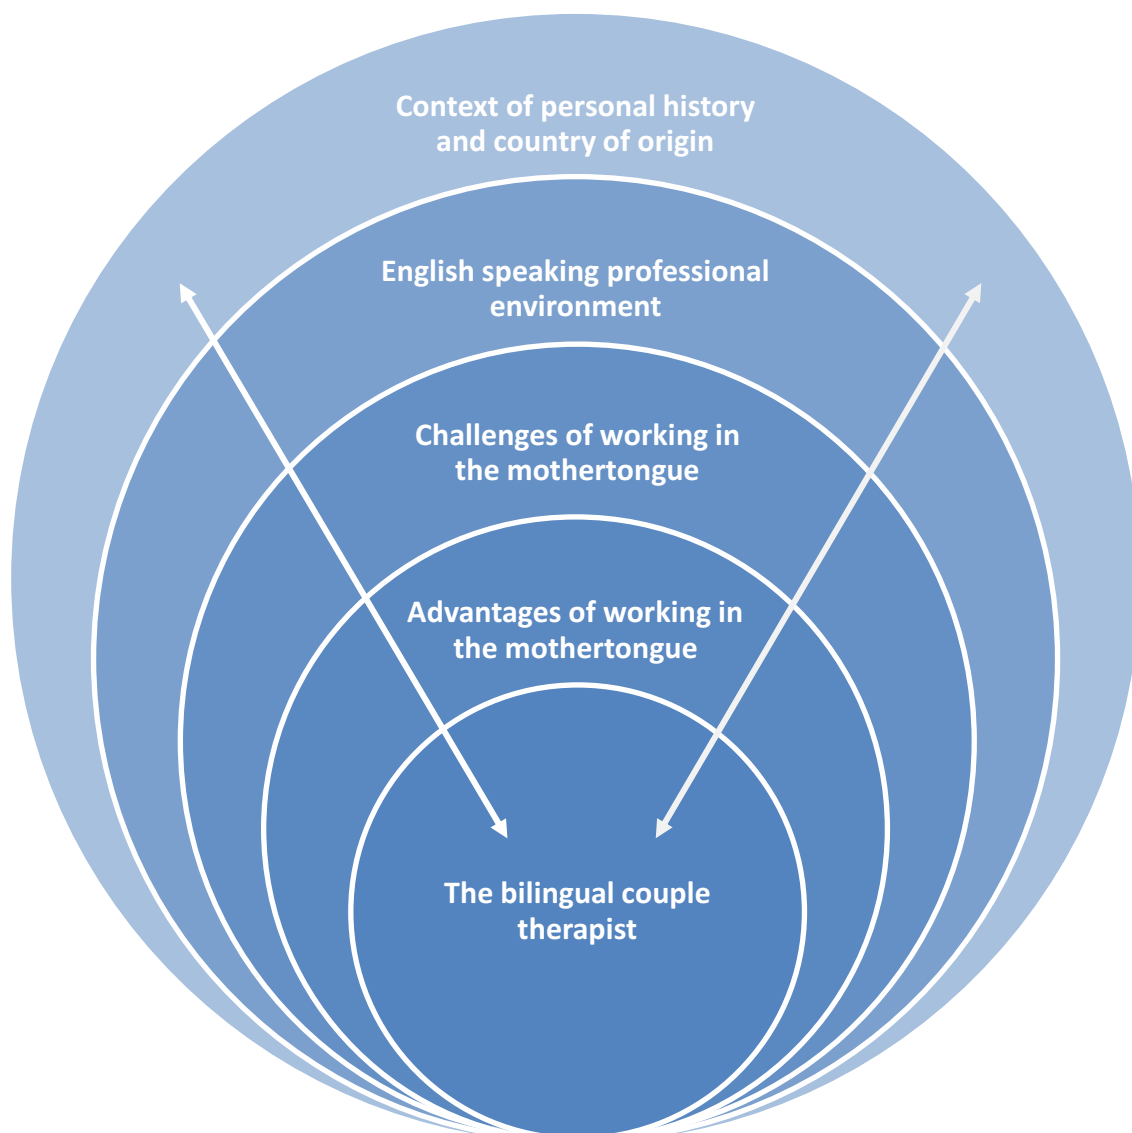 Context of personal history
and country of origin
English speaking professional
environment
Challenges of working in
the mothertongue
Advantages of working in
the mothertongue
The bilingual couple
therapist